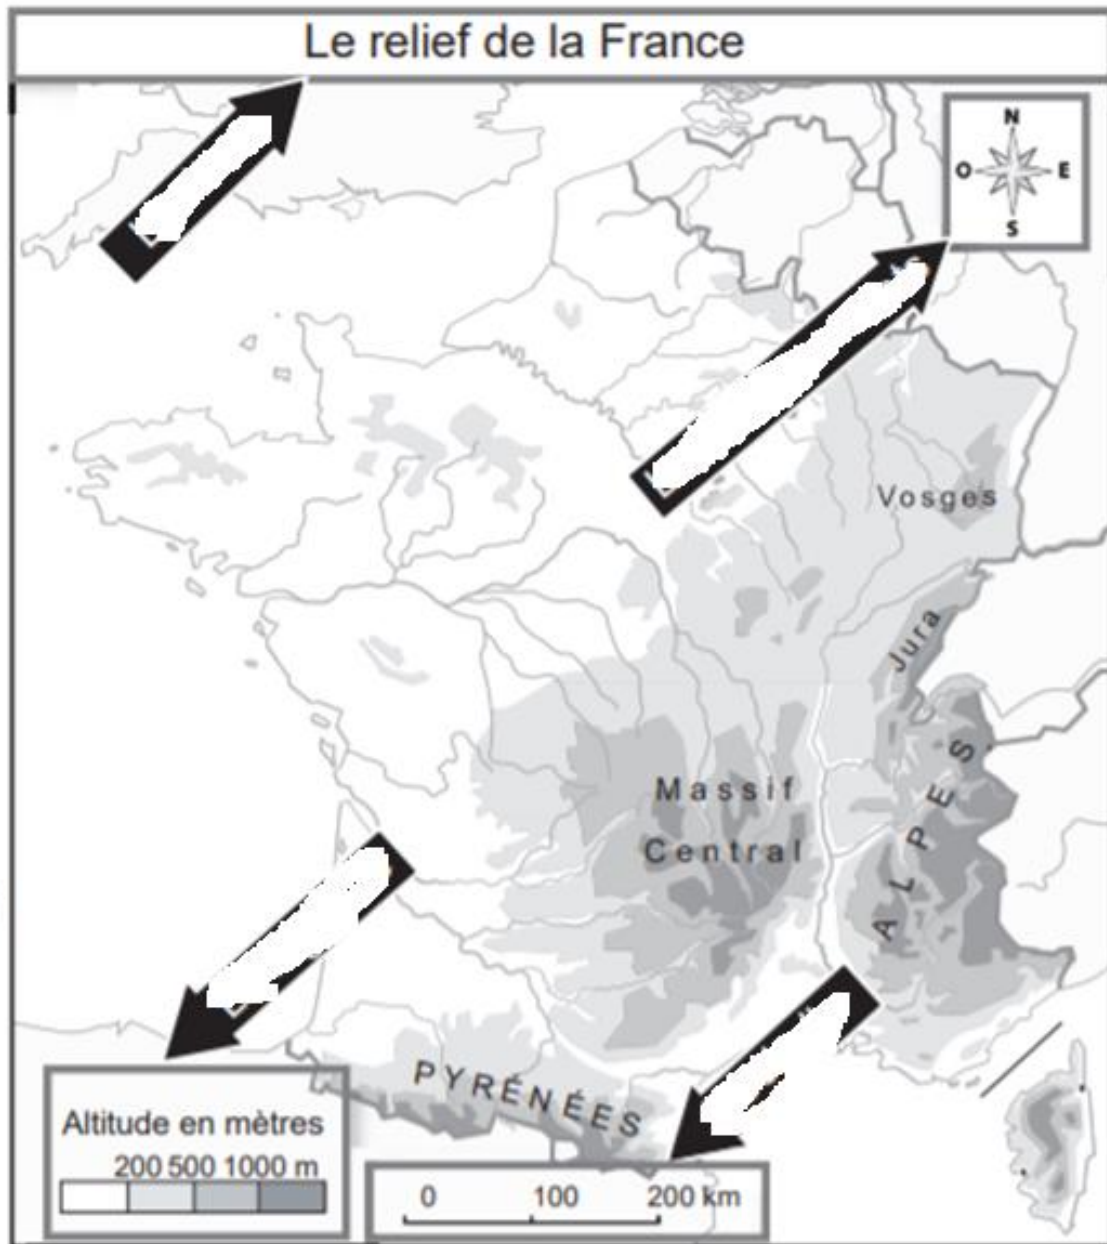 Le relief de la France
N
O E
S
Vosges
Jura
ALPES
Massif
Central
PYRÉNÉES
Altitude en mètres
200 500 1000 m
0 100 200 km